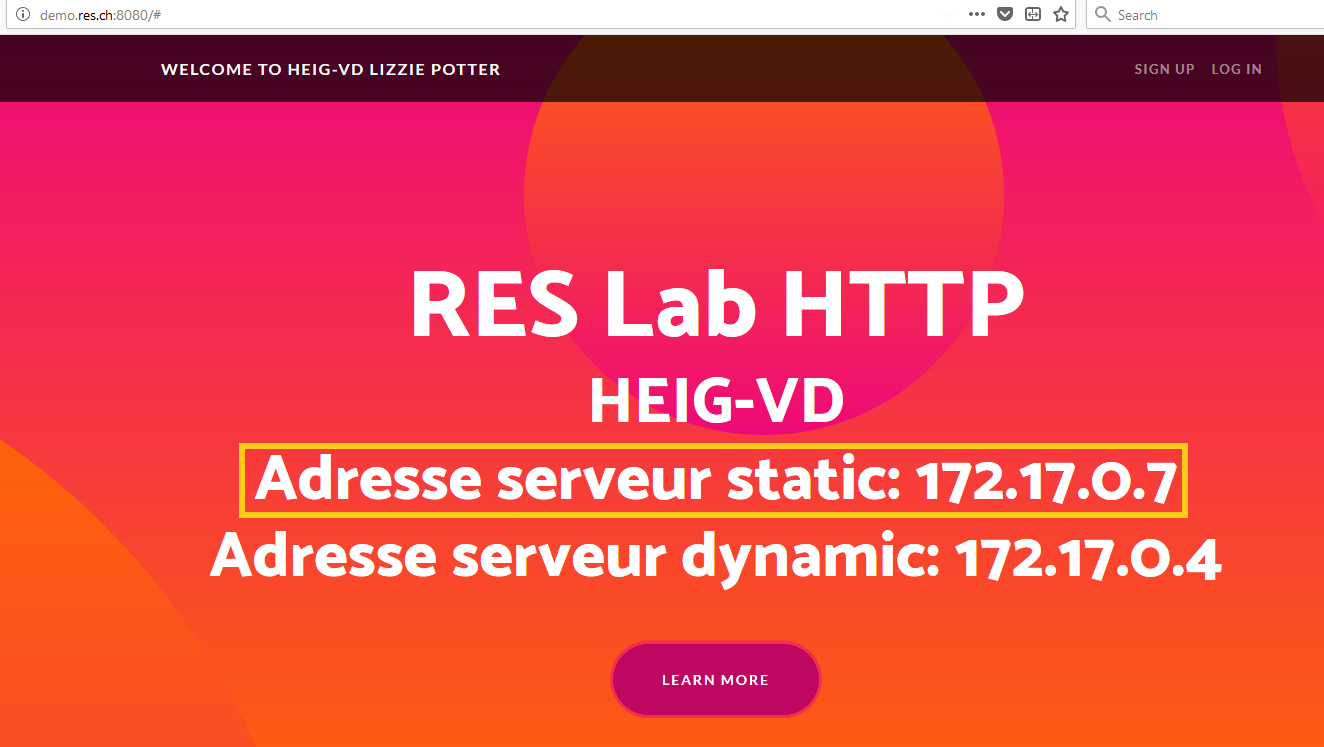 demo.res.ch:8080/#
Search
WELCOME TO HEIG-VD LIZZIE POTTER
SIGN UP LOG IN
RES Lab HTTP
HEIG-VD
Adresse serveur static: 172.17.0.7
Adresse serveur dynamic: 172.17.0.4
LEARN MORE